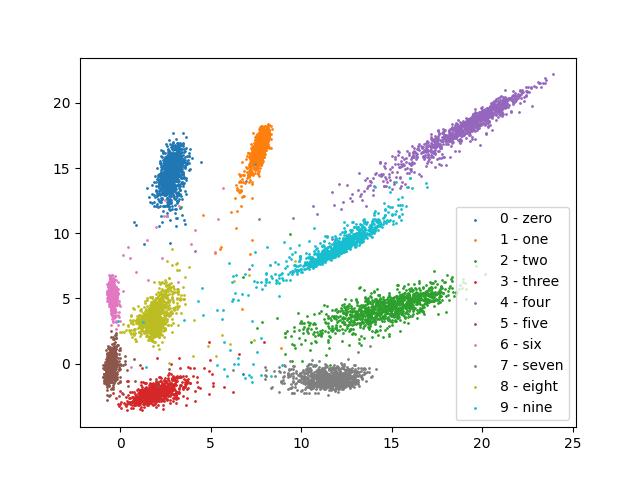 20
15
10
5
0
0 5 10 15 20 25
0 - zero
1 - one
2 - two
3 - three
4 - four
5 - five
6 - six
7 - seven
8 - eight
9 - nine